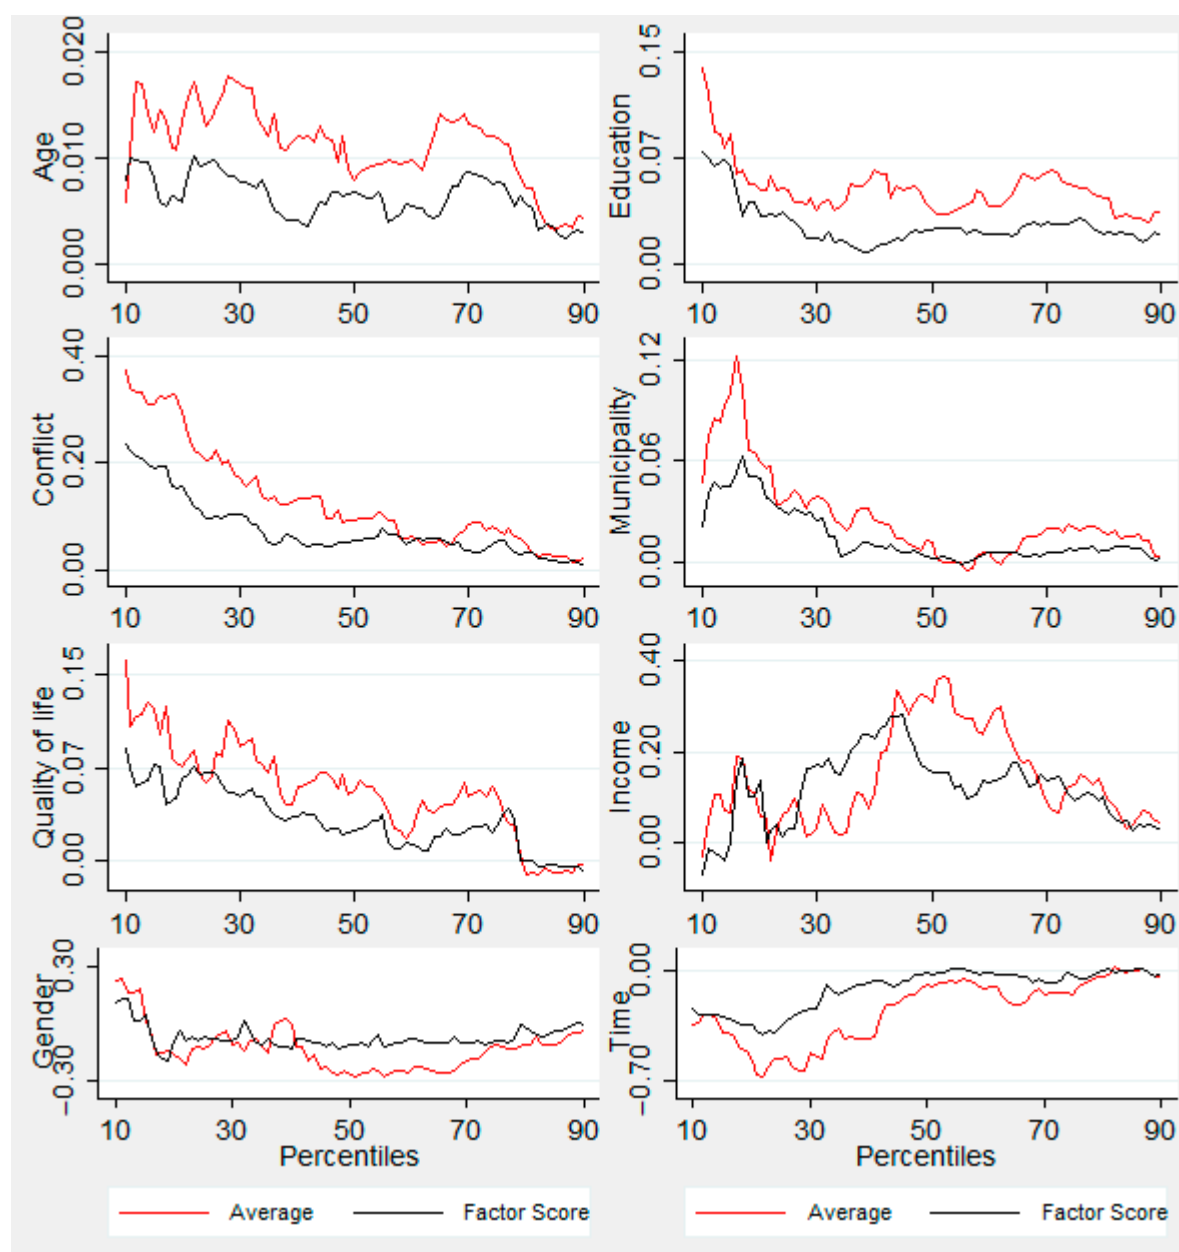 Age
0.020
0.010
0.000
10 30 50 70 90
Education
0.15
0.07
0.00
10 30 50 70 90
Conflict
0.40
0.20
0.00
10 30 50 70 90
Municipality
0.12
0.06
0.00
10 30 50 70 90
Quality of life
0.15
0.07
0.00
10 30 50 70 90
Income
0.40
0.20
0.00
10 30 50 70 90
Gender
0.30
−0.30
10 30 50 70 90
Percentiles
Time
0.00
−0.70
10 30 50 70 90
Percentiles
Average Factor Score
Average Factor Score